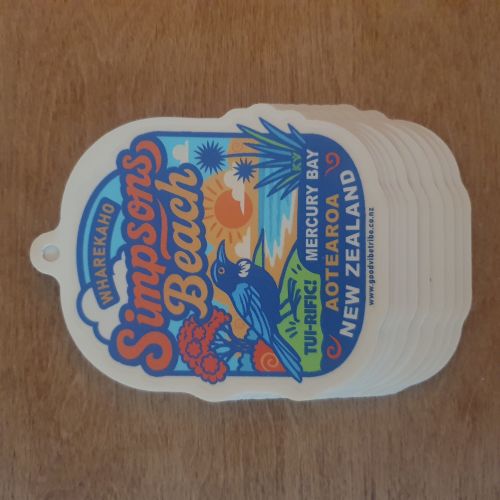 WHAREKAHO
Simpsons
Beach
TUI-RIFIC!
MERCURY BAY
AOTEAROA
NEW ZEALAND
www.goodvibetribe.co.nz